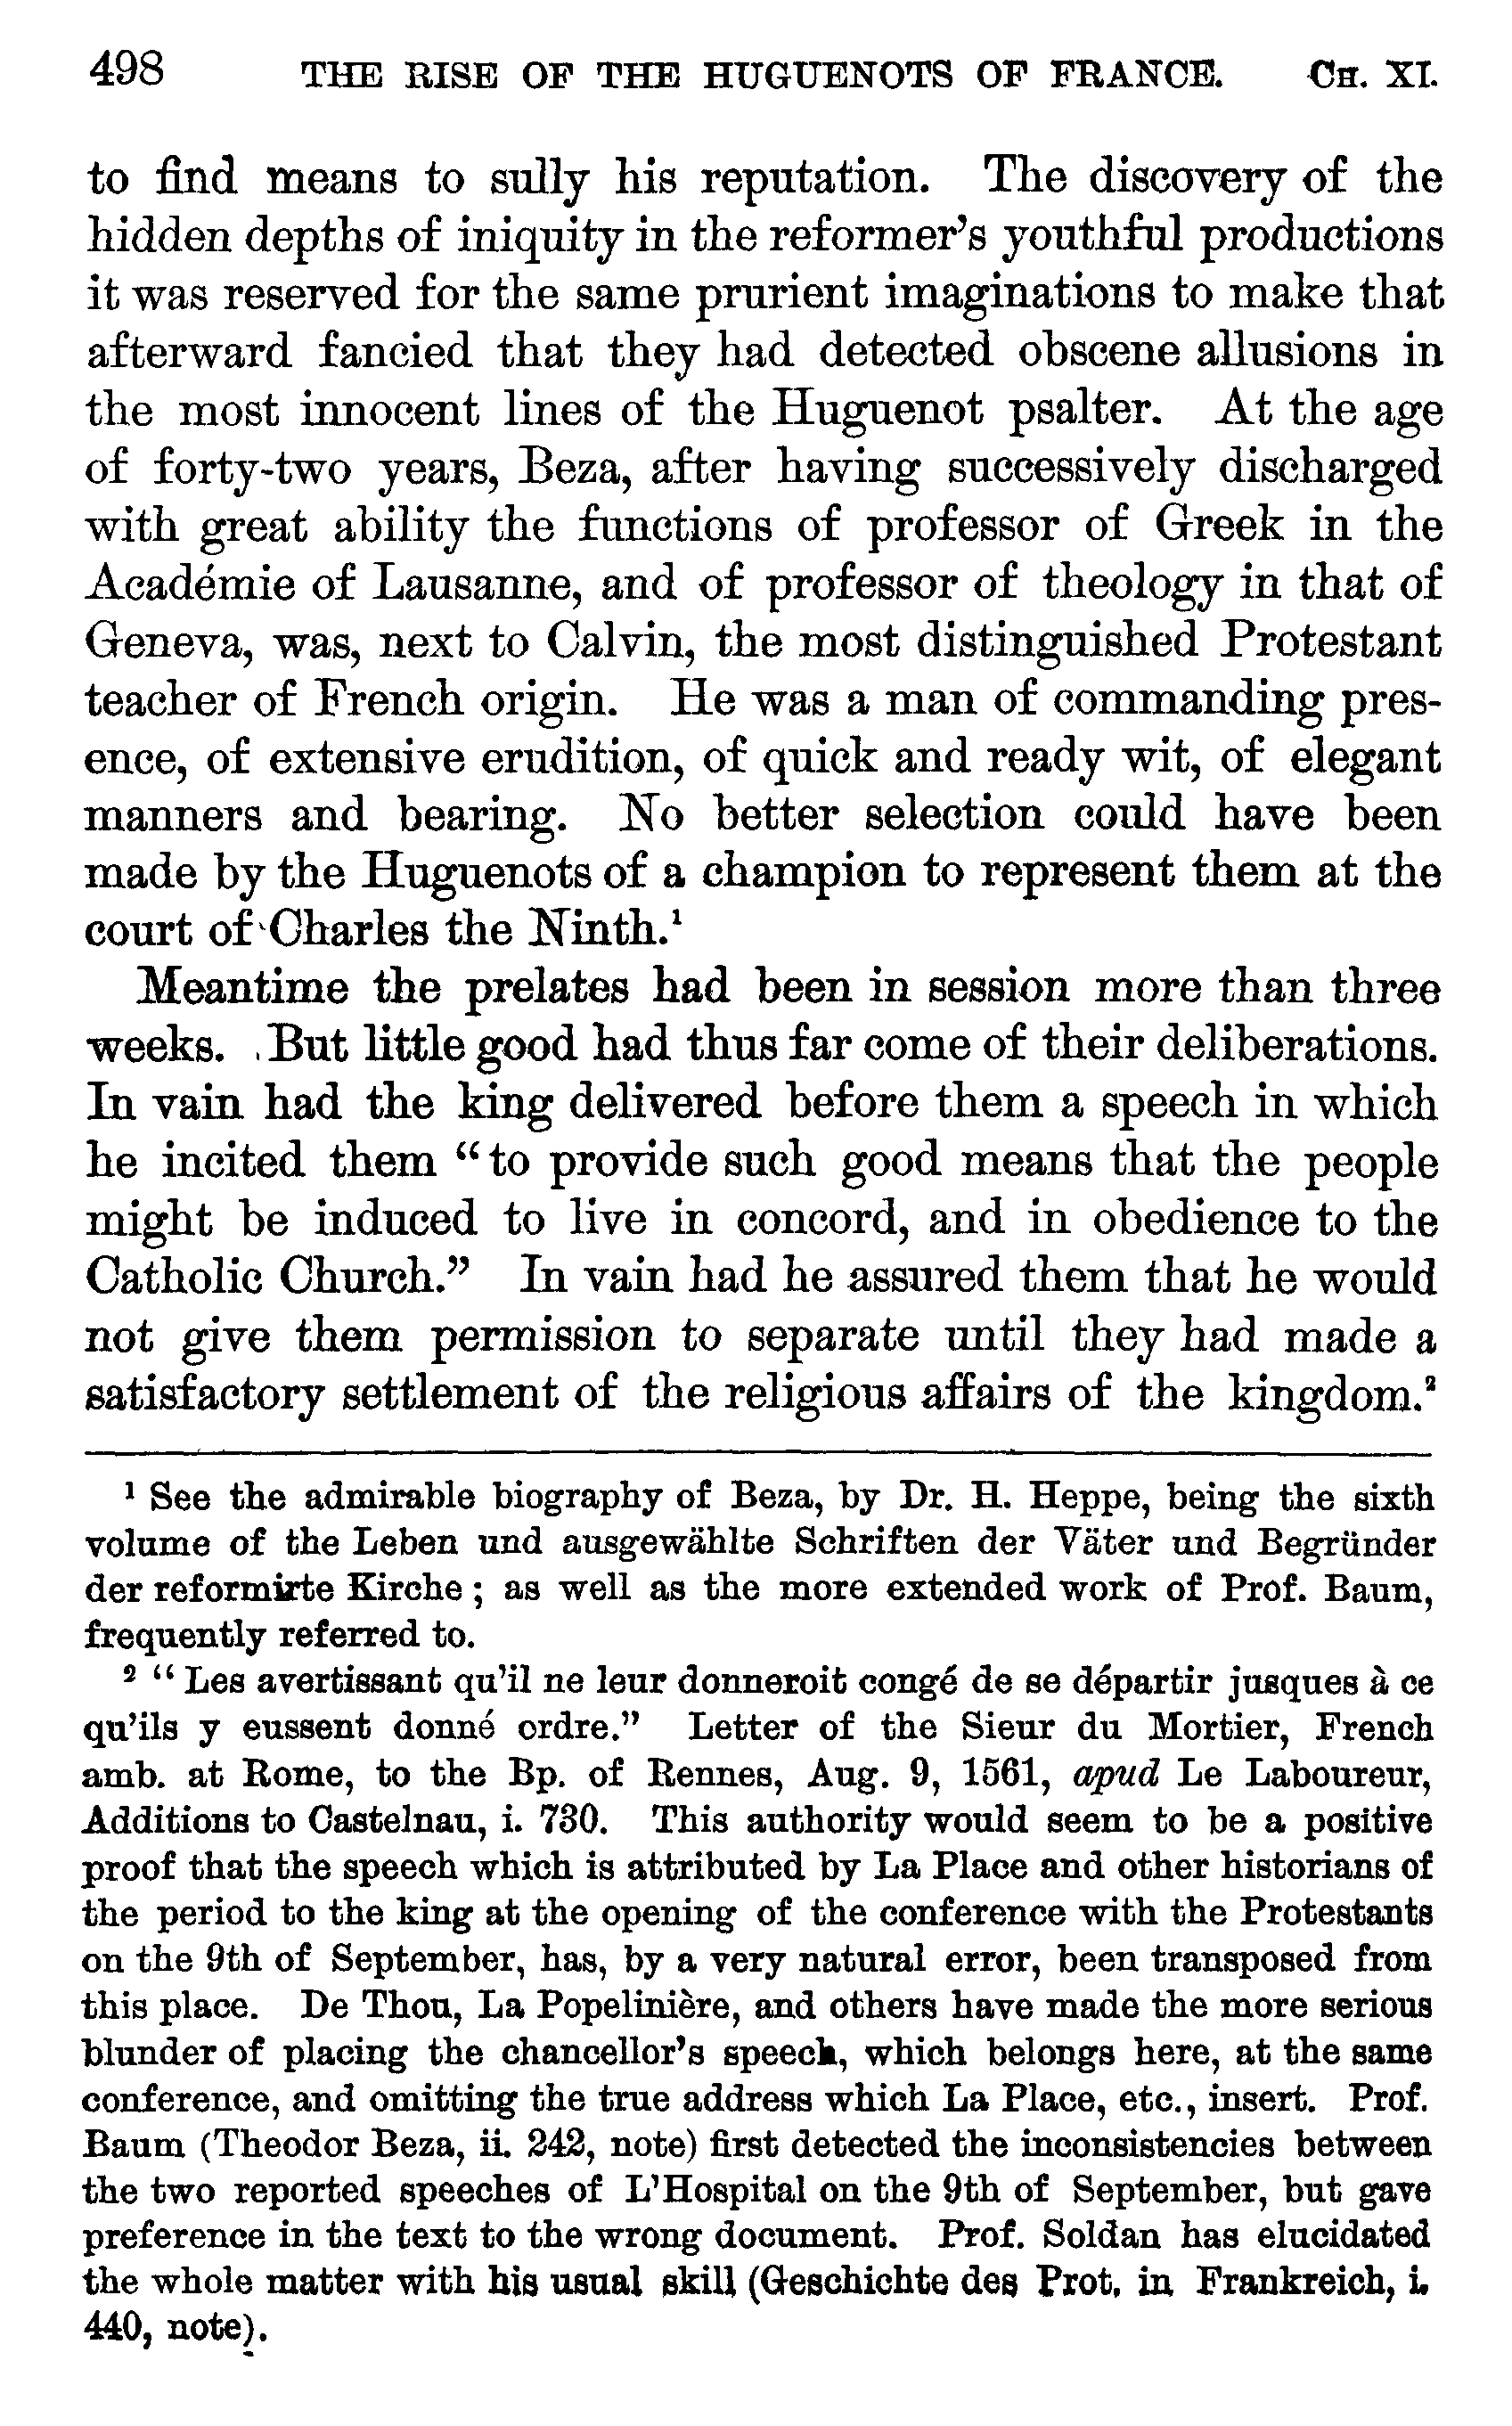 498 THE RISE OF THE HUGUENOTS OF FRANCE. CH. XI.
to find means to sully his reputation. The discovery of the
hidden depths of iniquity in the reformer's youthful productions
it was reserved for the same prurient imaginations to make that
afterward fancied that they had detected obscene allusions in
the most innocent lines of the Huguenot psalter. At the age
of forty-two years, Beza, after having successively discharged
with great ability the functions of professor of Greek in the
Académie of Lausanne, and of professor of theology in that of
Geneva, was, next to Calvin, the most distinguished Protestant
teacher of French origin. He was a man of commanding pres-
ence, of extensive erudition, of quick and ready wit, of elegant
manners and bearing. No better selection could have been
made by the Huguenots of a champion to represent them at the
court of Charles the Ninth.¹
Meantime the prelates had been in session more than three
weeks. But little good had thus far come of their deliberations.
In vain had the king delivered before them a speech in which
he incited them “to provide such good means that the people
might be induced to live in concord, and in obedience to the
Catholic Church.” In vain had he assured them that he would
not give them permission to separate until they had made a
satisfactory settlement of the religious affairs of the kingdom.²
¹ See the admirable biography of Beza, by Dr. H. Heppe, being the sixth
volume of the Leben und ausgewählte Schriften der Väter und Begründer
der reformirte Kirche; as well as the more extended work of Prof. Baum,
frequently referred to.
² “Les avertissant qu'il ne leur donneroit congé de se départir jusques à ce
qu'ils y eussent donné ordre.” Letter of the Sieur du Mortier, French
amb. at Rome, to the Bp. of Rennes, Aug. 9, 1561, apud Le Laboureur,
Additions to Castelnau, i. 730. This authority would seem to be a positive
proof that the speech which is attributed by La Place and other historians of
the period to the king at the opening of the conference with the Protestants
on the 9th of September, has, by a very natural error, been transposed from
this place. De Thou, La Popelinière, and others have made the more serious
blunder of placing the chancellor's speech, which belongs here, at the same
conference, and omitting the true address which La Place, etc., insert. Prof.
Baum (Theodor Beza, ii. 242, note) first detected the inconsistencies between
the two reported speeches of L'Hospital on the 9th of September, but gave
preference in the text to the wrong document. Prof. Soldan has elucidated
the whole matter with his usual skill (Geschichte des Prot. in Frankreich, i.
440, note).